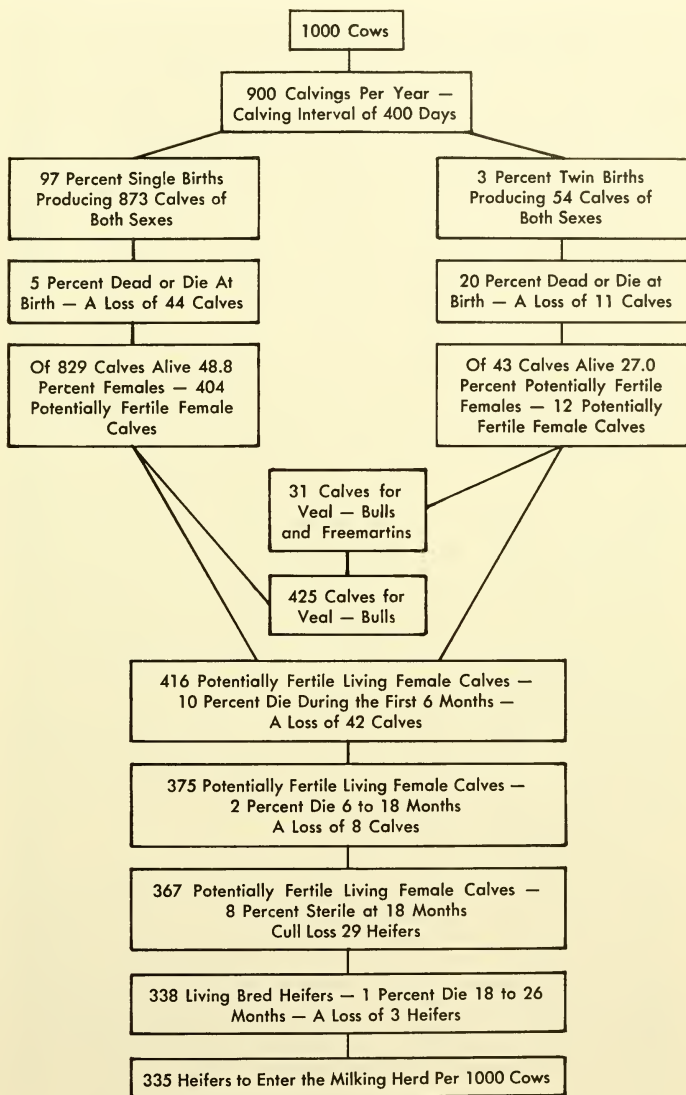 1000 Cows
900 Calvings Per Year —
Calving Interval of 400 Days
97 Percent Single Births
Producing 873 Calves of
Both Sexes
3 Percent Twin Births
Producing 54 Calves of
Both Sexes
5 Percent Dead or Die At
Birth — A Loss of 44 Calves
20 Percent Dead or Die at
Birth — A Loss of 11 Calves
Of 829 Calves Alive 48.8
Percent Females — 404
Potentially Fertile Female
Calves
Of 43 Calves Alive 27.0
Percent Potentially Fertile
Females — 12 Potentially
Fertile Female Calves
31 Calves for
Veal — Bulls
and Freemartins
425 Calves for
Veal — Bulls
416 Potentially Fertile Living Female Calves —
10 Percent Die During the First 6 Months —
A Loss of 42 Calves
375 Potentially Fertile Living Female Calves —
2 Percent Die 6 to 18 Months
A Loss of 8 Calves
367 Potentially Fertile Living Female Calves —
8 Percent Sterile at 18 Months
Cull Loss 29 Heifers
338 Living Bred Heifers — 1 Percent Die 18 to 26
Months — A Loss of 3 Heifers
335 Heifers to Enter the Milking Herd Per 1000 Cows